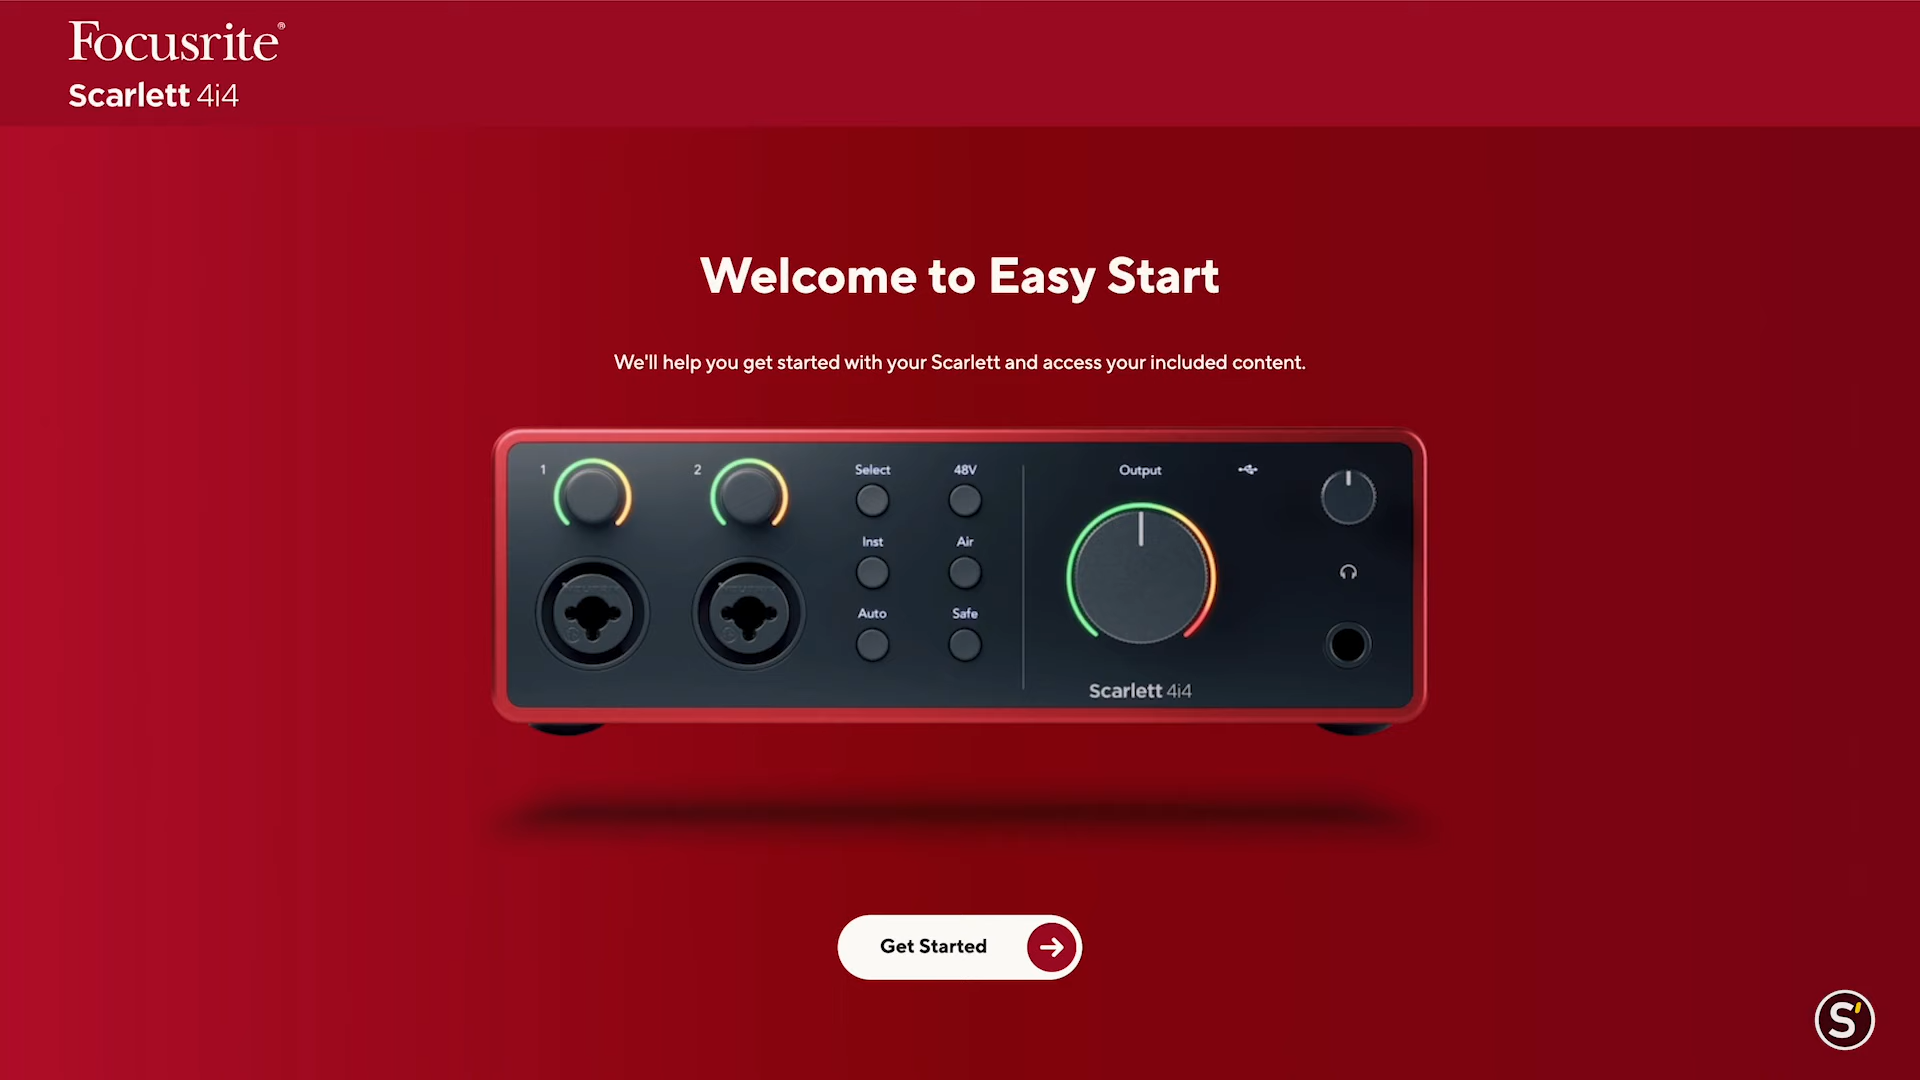 Focusrite®
Scarlett 4i4
Welcome to Easy Start
We'll help you get started with your Scarlett and access your included content.
1
2
Select
48V
Output
Inst
Air
Auto
Safe
Scarlett 4i4
Get Started
S'